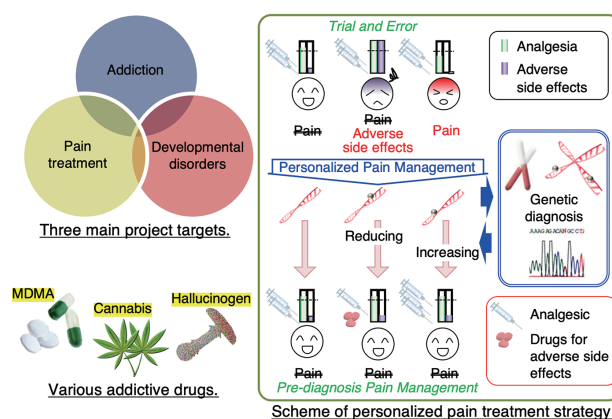 Addiction
Pain
treatment
Developmental
disorders
Three main project targets.
MDMA
Cannabis
Hallucinogen
Various addictive drugs.
Trial and Error
Pain
Pain
Adverse
side effects
Pain
Analgesia
Adverse
side effects
Personalized Pain Management
Reducing
Increasing
Genetic
diagnosis
AAAGAGACANGCCTG
Pain
Pain
Pain
Pre-diagnosis Pain Management
Analgesic
Drugs for
adverse side
effects
Scheme of personalized pain treatment strategy